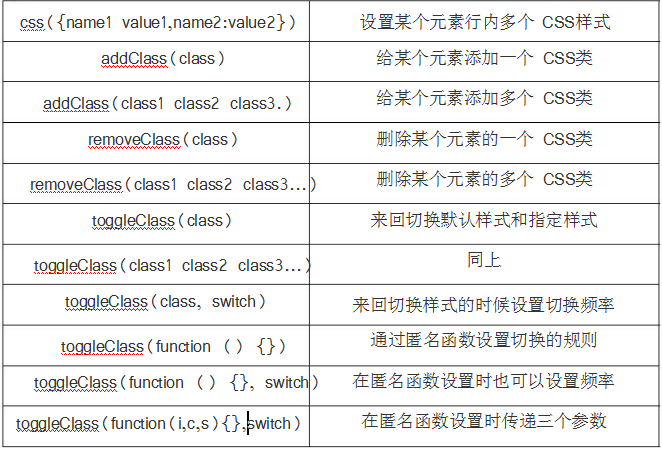 css({name1 value1,name2:value2}) 设置某个元素行内多个 CSS样式
addClass(class) 给某个元素添加一个 CSS类
addClass(class1 class2 class3.) 给某个元素添加多个 CSS类
removeClass(class) 删除某个元素的一个 CSS类
removeClass(class1 class2 class3...) 删除某个元素的多个 CSS类
toggleClass(class) 来回切换默认样式和指定样式
toggleClass(class1 class2 class3...) 同上
toggleClass(class, switch) 来回切换样式的时候设置切换频率
toggleClass(function () {}) 通过匿名函数设置切换的规则
toggleClass(function () {}, switch) 在匿名函数设置时也可以设置频率
toggleClass(function(i,c,s){},switch) 在匿名函数设置时传递三个参数